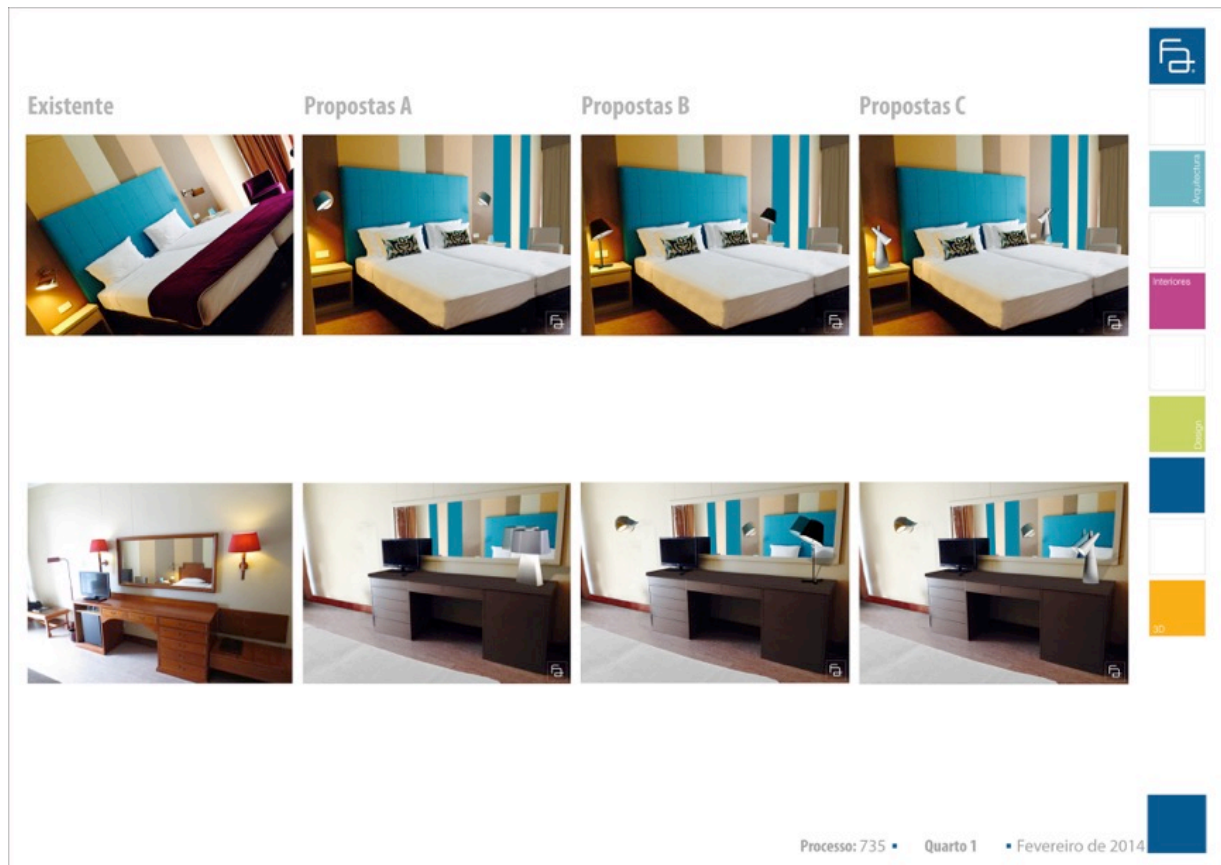 Existente
Propostas A
Propostas B
Propostas C
Arquitectura
Interiores
Design
3D
Processo: 735 ▪ Quarto 1 ▪ Fevereiro de 2014